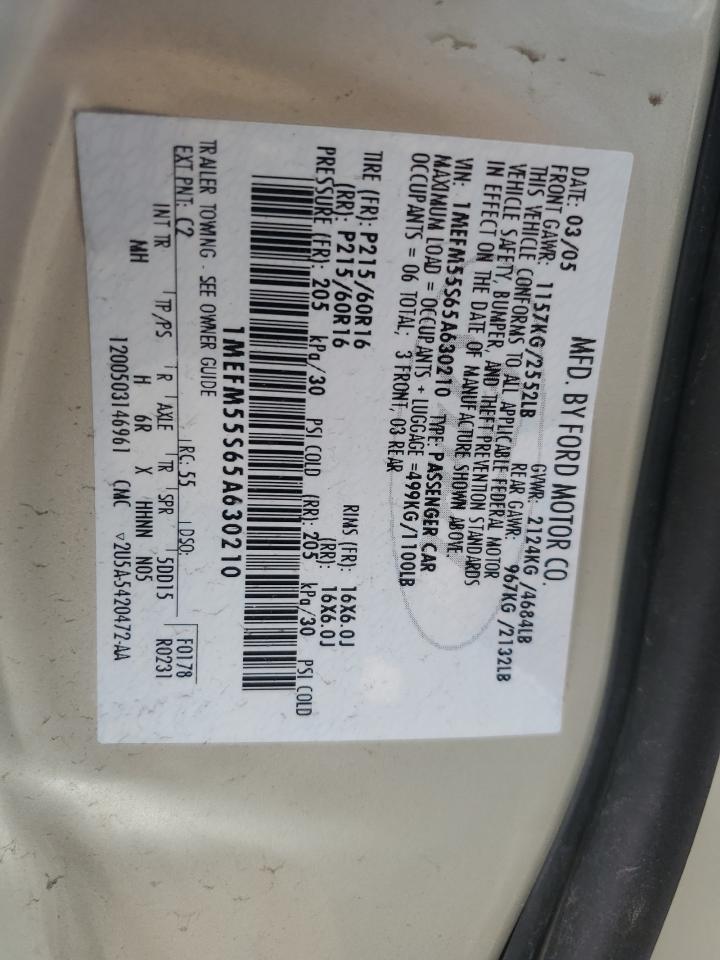 MFD. BY FORD MOTOR CO.
DATE: 03/05 GVWR: 2124KG /4684LB
FRONT GAWR: 1157KG/2552LB REAR GAWR: 967KG /2132LB
THIS VEHICLE CONFORMS TO ALL APPLICABLE FEDERAL MOTOR
VEHICLE SAFETY, BUMPER, AND THEFT PREVENTION STANDARDS
IN EFFECT ON THE DATE OF MANUFACTURE SHOWN ABOVE.
VIN: 1MEFM55S65A630210 TYPE: PASSENGER CAR
MAXIMUM LOAD = OCCUPANTS + LUGGAGE =499KG/1100LB
OCCUPANTS = 06 TOTAL; 3 FRONT, 03 REAR
TIRE (FR): P215/60R16 RIMS (FR): 16X6.0J
(RR): P215/60R16 (RR): 16X6.0J
PRESSURE (FR): 205 kPa/30 PSI COLD (RR): 205 kPa/30 PSI COLD
1MEFM55S65A630210
TRAILER TOWING - SEE OWNER GUIDE
EXT PNT: C2 RC: 55 DSO: F0178
INT TR TP/PS R AXLE TR SPR 5DD15 R0231
MH H 6R X HHNN NO5
1200503146961 CMC ▽2U5A-5420472-AA